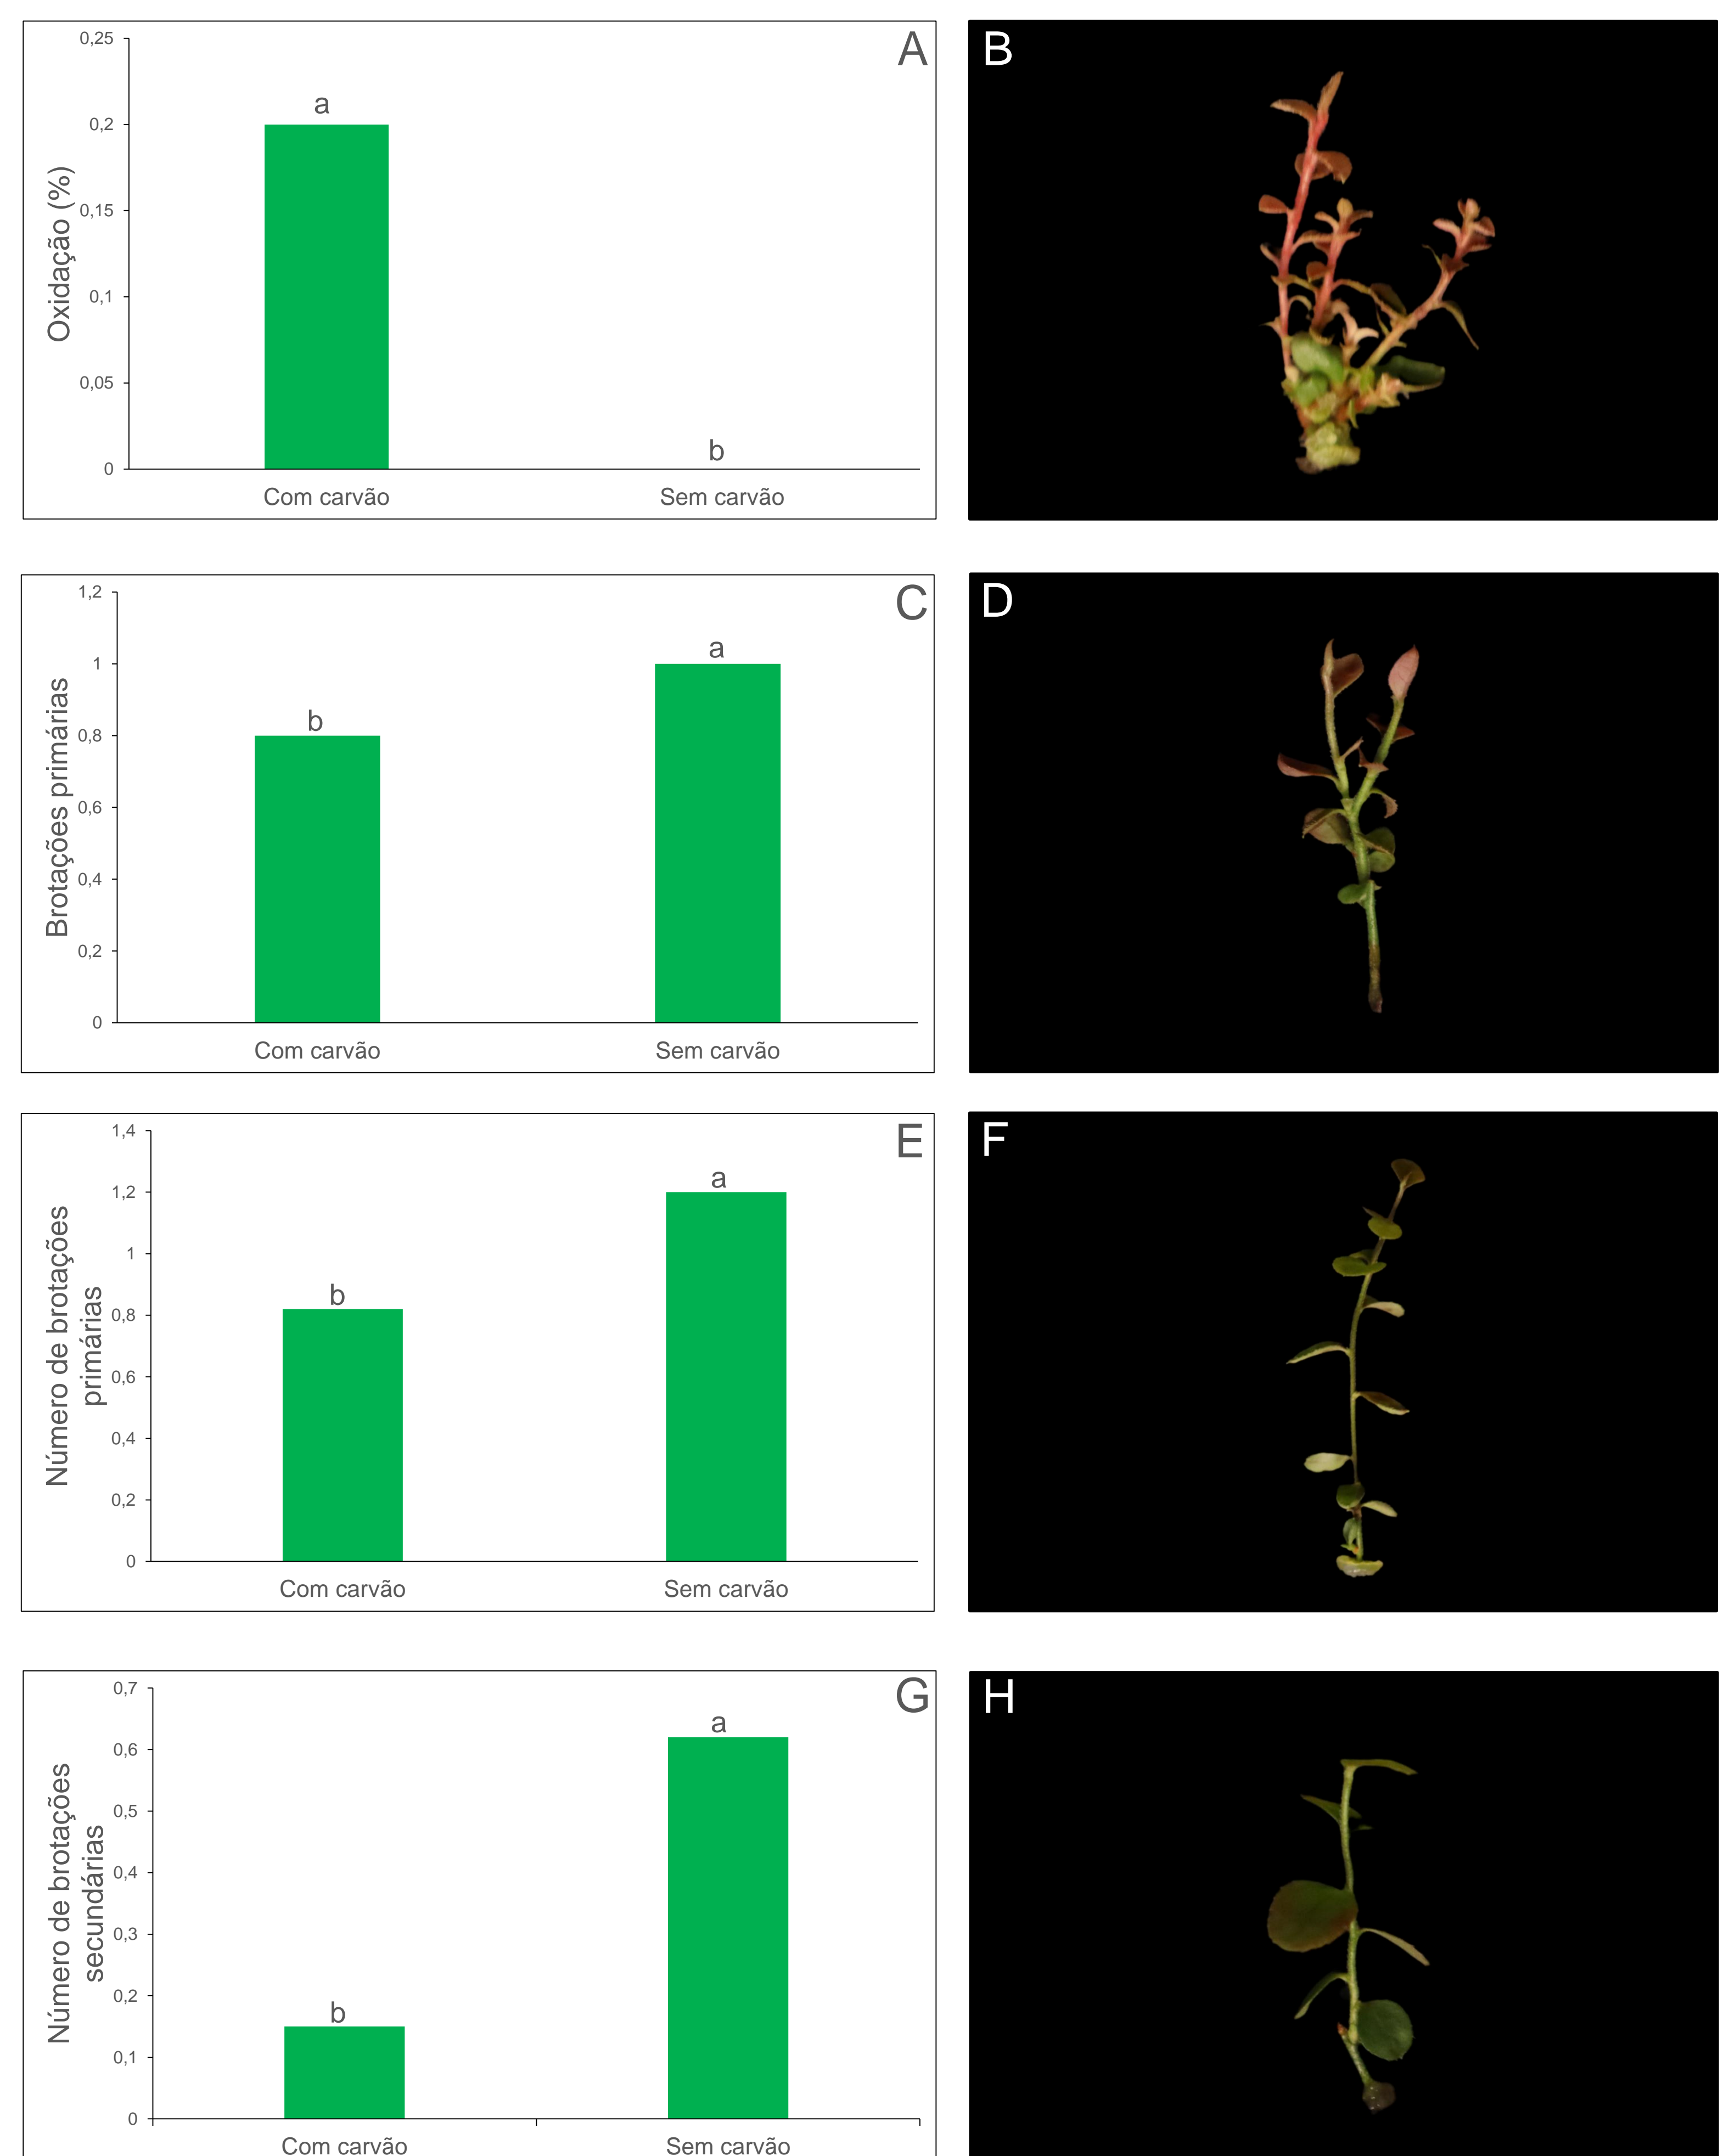 A
0,25
0,2
0,15
0,1
0,05
0
Oxidação (%)
a
b
Com carvão
Sem carvão
B
C
1,2
1
0,8
0,6
0,4
0,2
0
Brotações primárias
b
a
Com carvão
Sem carvão
D
E
1,4
1,2
1
0,8
0,6
0,4
0,2
0
Número de brotações
primárias
b
a
Com carvão
Sem carvão
F
G
0,7
0,6
0,5
0,4
0,3
0,2
0,1
0
Número de brotações
secundárias
b
a
Com carvão
Sem carvão
H